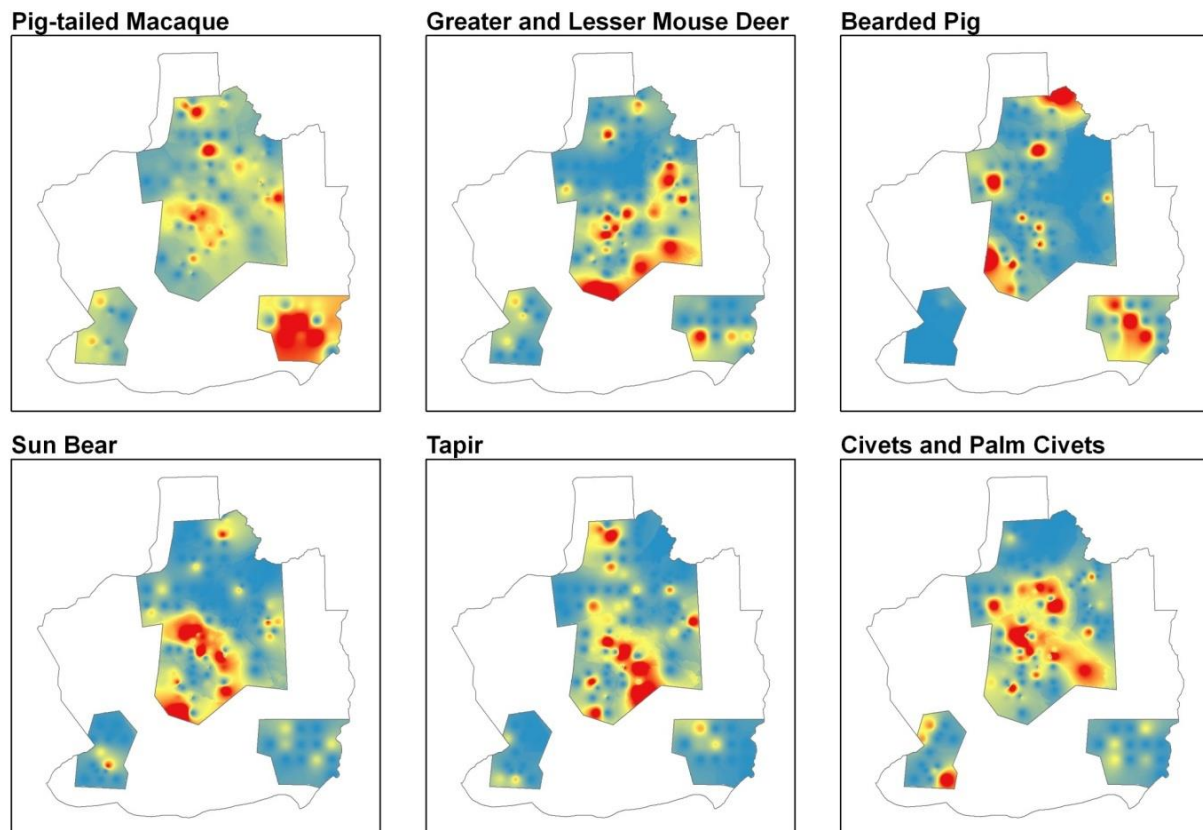 Pig-tailed Macaque
Greater and Lesser Mouse Deer
Bearded Pig
Sun Bear
Tapir
Civets and Palm Civets